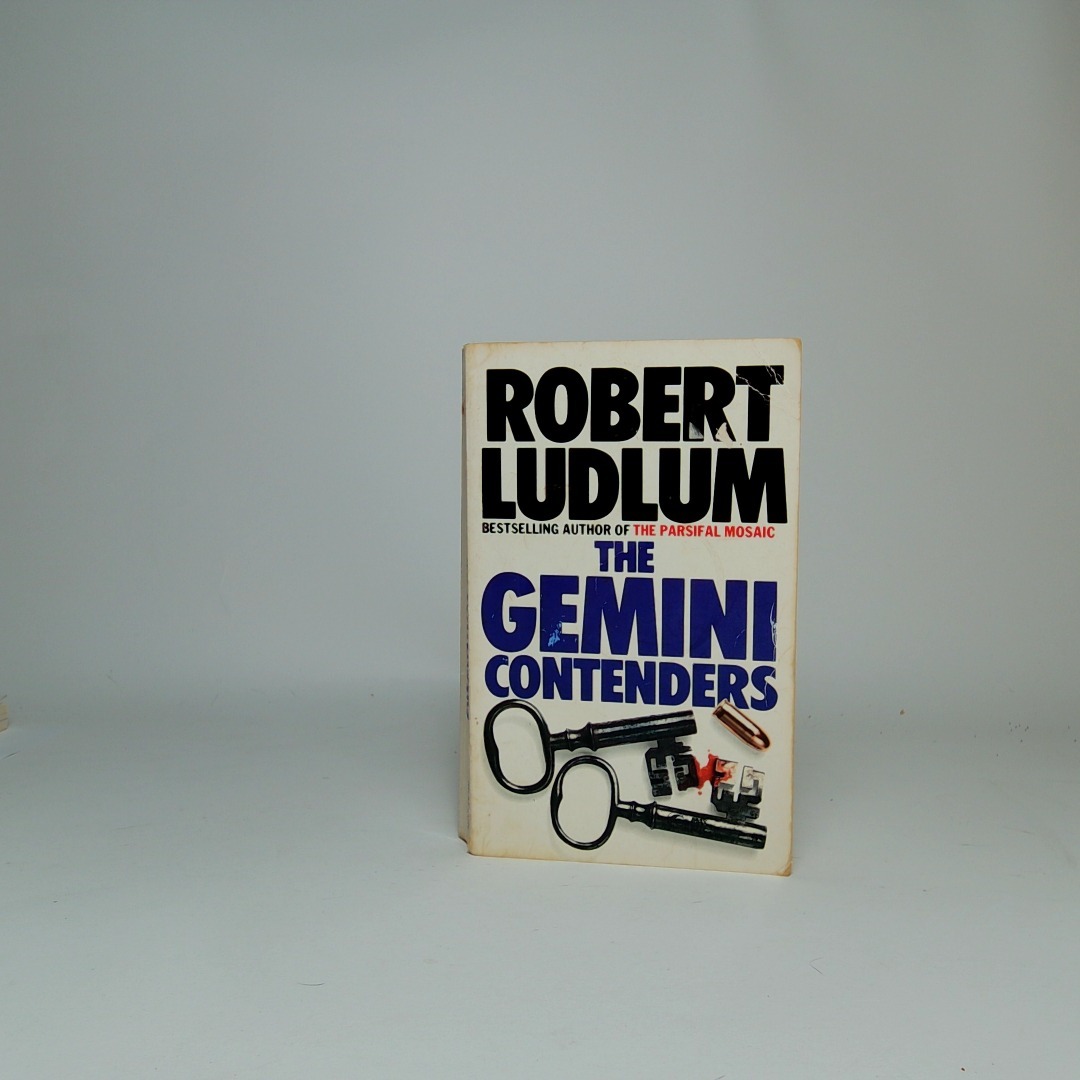 ROBERT
LUDLUM
BESTSELLING AUTHOR OF THE PARSIFAL MOSAIC
THE
GEMINI
CONTENDERS